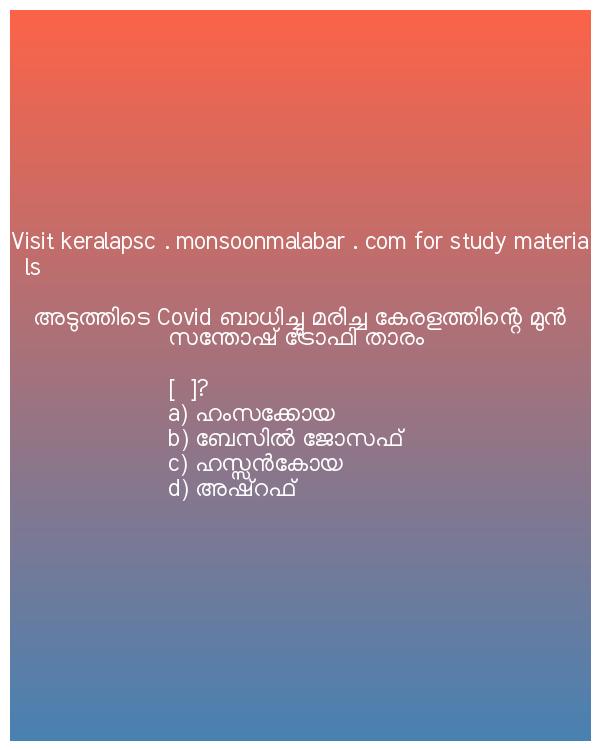 Visit keralapsc . monsoonmalabar . com for study materia
ls
അടുത്തിടെ Covid ബാധിച്ചു മരിച്ച കേരളത്തിന്റെ മുൻ
സന്തോഷ് ട്രോഫി താരം
[ ]?
a) ഹംസക്കോയ
b) ബേസിൽ ജോസഫ്
c) ഹസ്സൻകോയ
d) അഷ്റഫ്